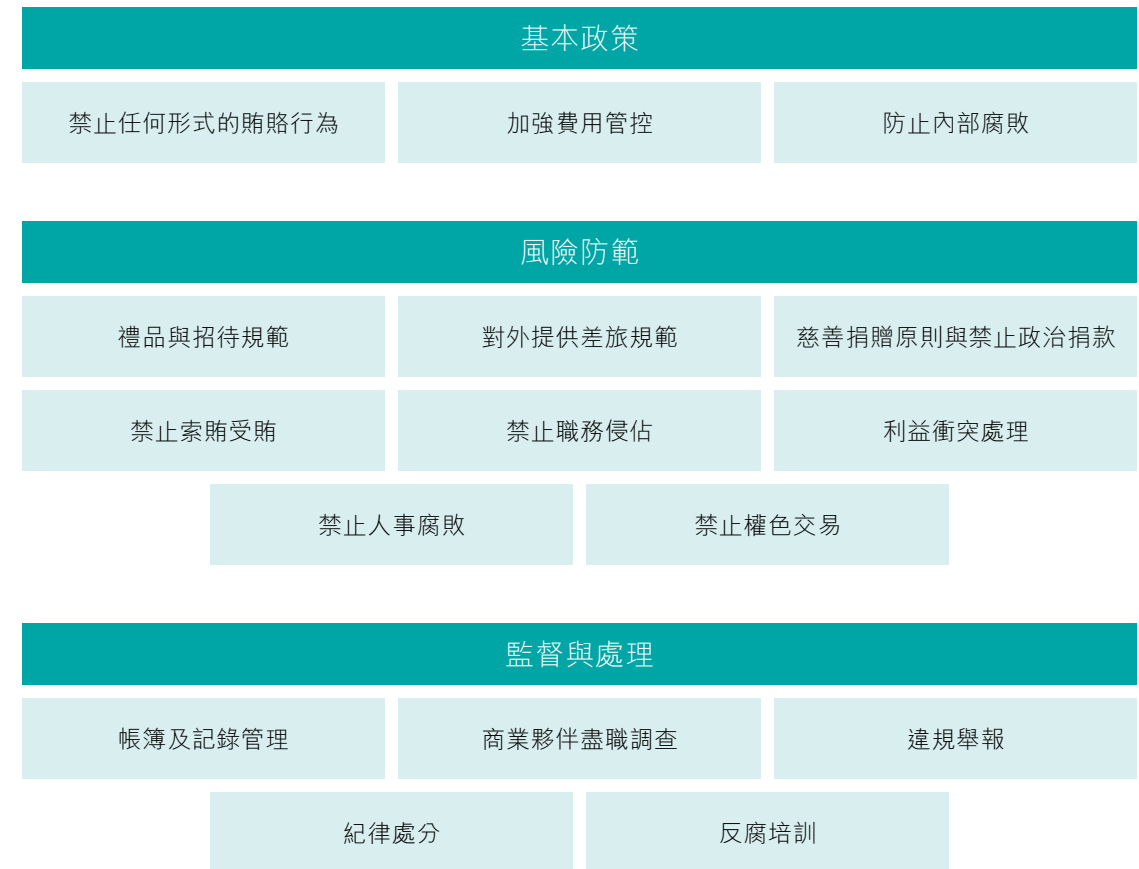 基本政策
禁止任何形式的賄賂行為
加強費用管控
防止內部腐敗
風險防範
禮品與招待規範
對外提供差旅規範
慈善捐贈原則與禁止政治捐款
禁止索賄受賄
禁止職務侵佔
利益衝突處理
禁止人事腐敗
禁止權色交易
監督與處理
帳簿及記錄管理
商業夥伴盡職調查
違規舉報
紀律處分
反腐培訓